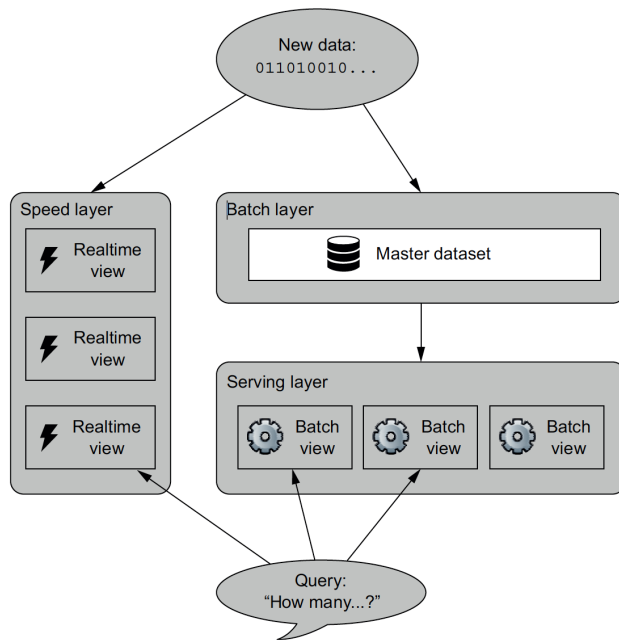 New data:
011010010...
Speed layer
Realtime
view
Realtime
view
Realtime
view
Batch layer
Master dataset
Serving layer
Batch
view
Batch
view
Batch
view
Query:
“How many...?”